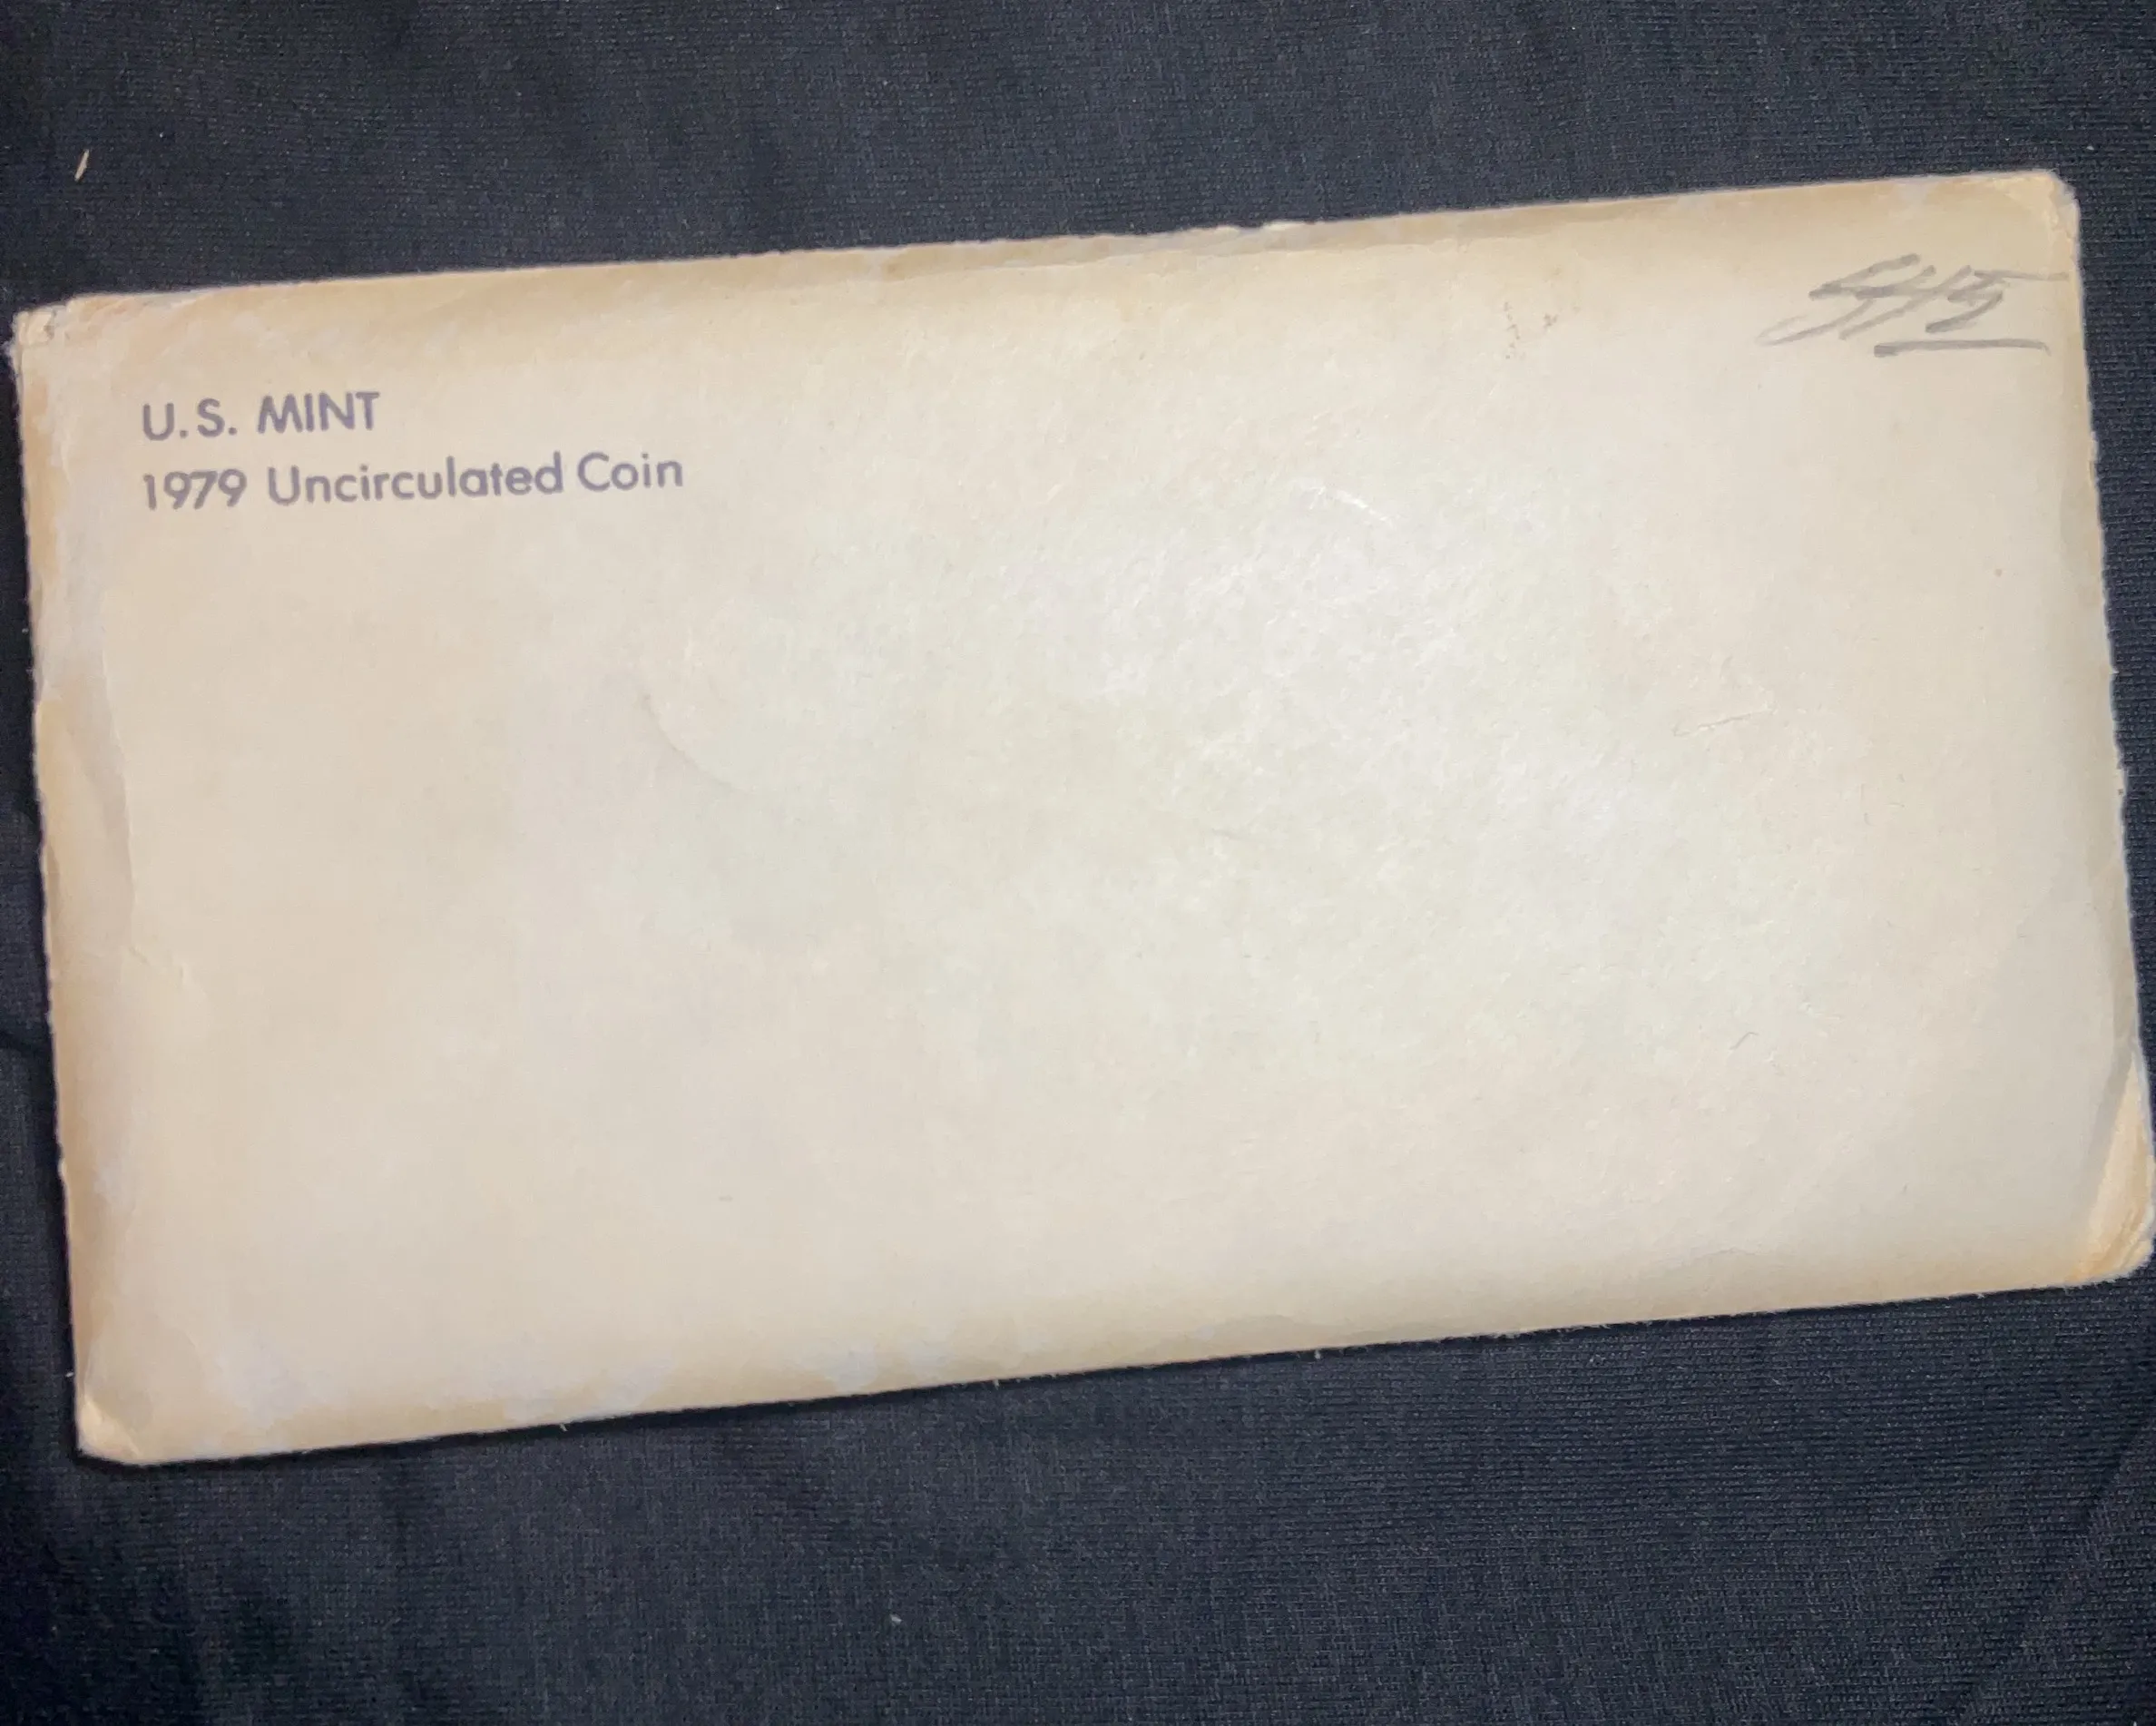 U.S. MINT
1979 Uncirculated Coin